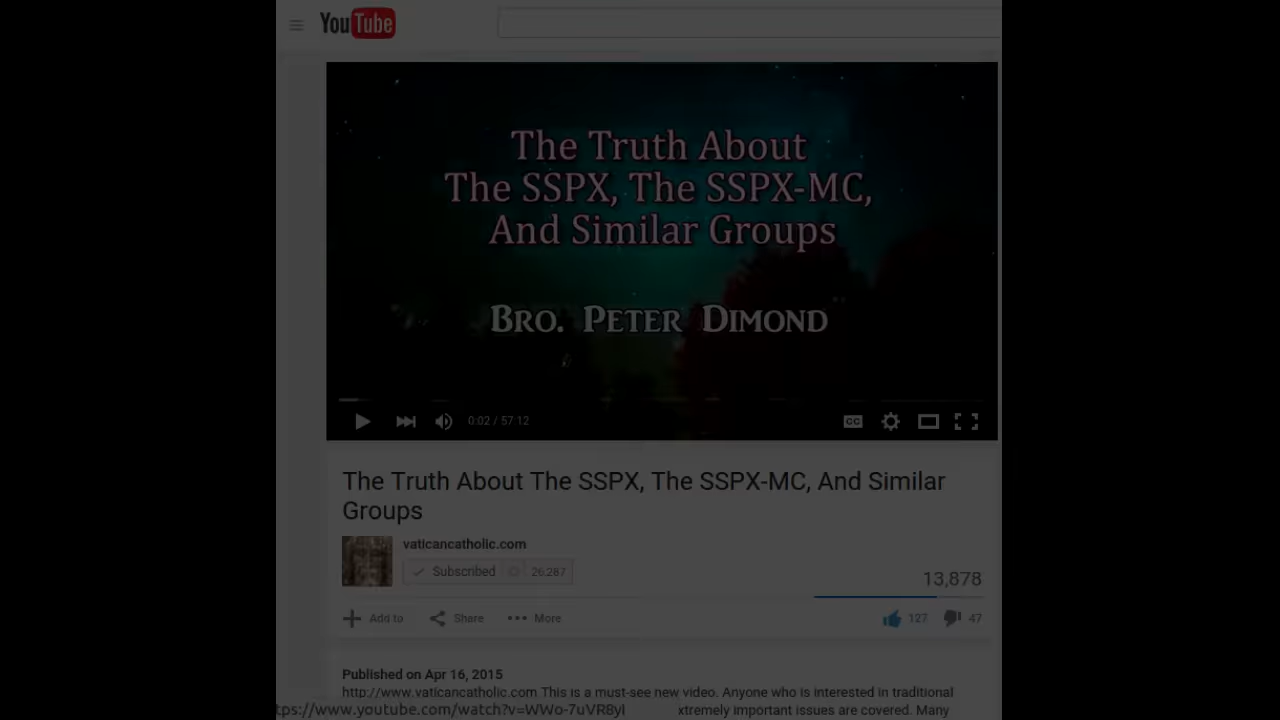 YouTube
The Truth About
The SSPX, The SSPX-MC,
And Similar Groups
Bro. Peter Dimond
0:02 / 57:12
CC
The Truth About The SSPX, The SSPX-MC, And Similar
Groups
vaticancatholic.com
Subscribed 26,287
13,878
Add to Share More 127 47
Published on Apr 16, 2015
http://www.vaticancatholic.com This is a must-see new video. Anyone who is interested in traditional
tps://www.youtube.com/watch?v=WWo-7uVR8yI xtremely important issues are covered. Many